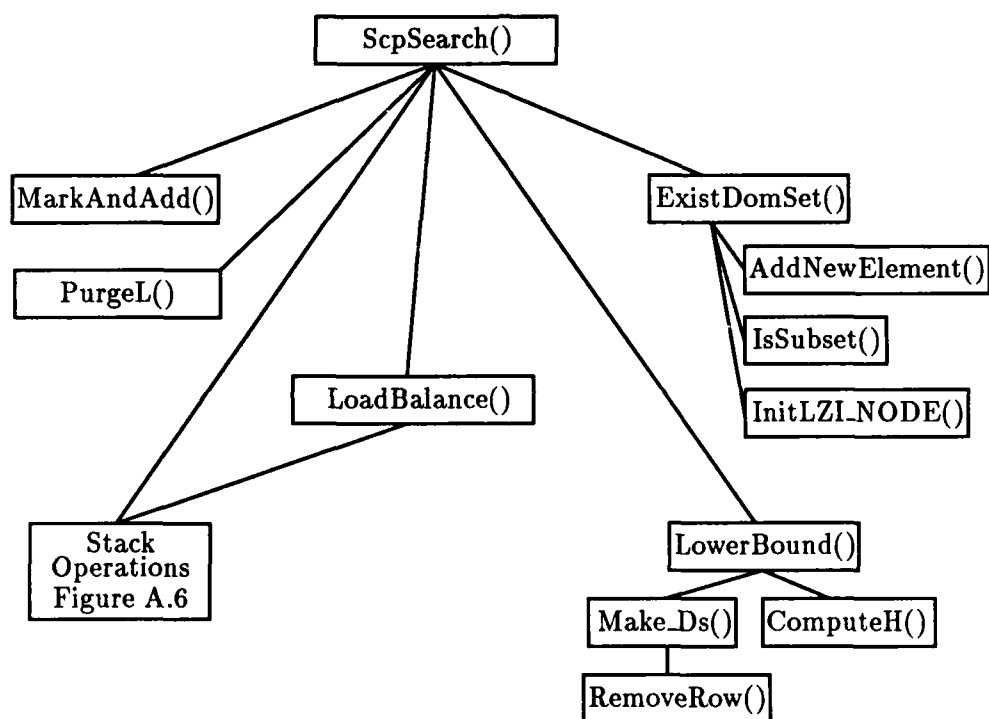 ScpSearch()
MarkAndAdd()
ExistDomSet()
PurgeL()
AddNewElement()
IsSubset()
LoadBalance()
InitLZI_NODE()
Stack
Operations
Figure A.6
LowerBound()
Make_Ds()
ComputeH()
RemoveRow()